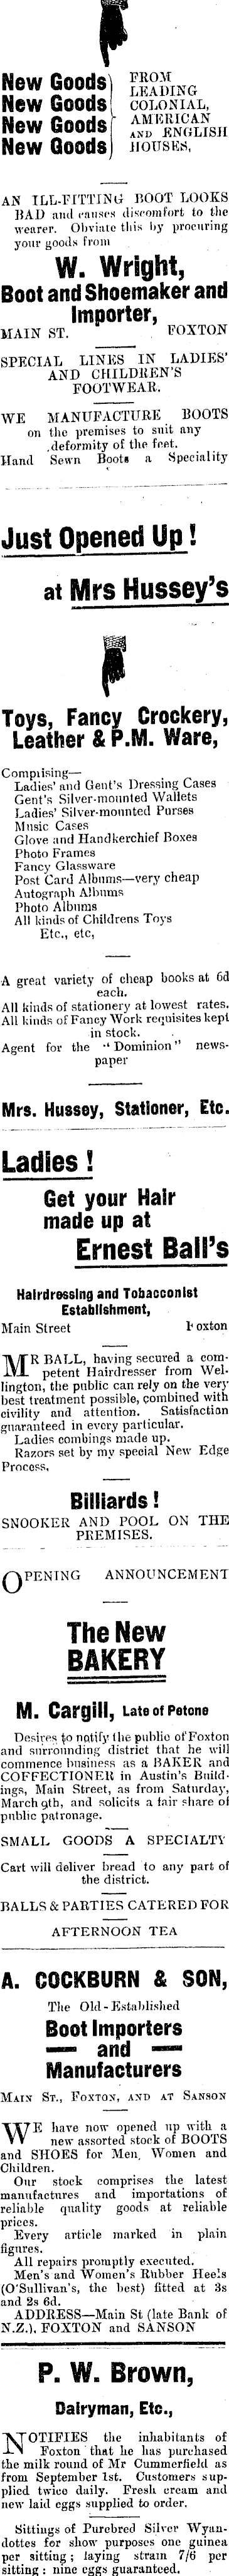 New Goods
New Goods
New Goods
New Goods
FROM
LEADING
COLONIAL,
AMERICAN
AND ENGLISH
HOUSES,
AN ILL-FITTING BOOT LOOKS
BAD and causes discomfort to the
wearer. Obviate this by procuring
your goods from
W. Wright,
Boot and Shoemaker and
Importer,
MAIN ST. FOXTON
SPECIAL LINES IN LADIES'
AND CHILDREN'S
FOOTWEAR.
WE MANUFACTURE BOOTS
on the premises to suit any
deformity of the feet.
Hand Sewn Boots a Speciality
Just Opened Up !
at Mrs Hussey's
Toys, Fancy Crockery,
Leather & P.M. Ware,
Comprising—
Ladies' and Gent's Dressing Cases
Gent's Silver-mounted Wallets
Ladies' Silver-mounted Purses
Music Cases
Glove and Handkerchief Boxes
Photo Frames
Fancy Glassware
Post Card Albums—very cheap
Autograph Albums
Photo Albums
All kinds of Childrens Toys
Etc., etc,
A great variety of cheap books at 6d
each.
All kinds of stationery at lowest rates.
All kinds of Fancy Work requisites kept
in stock.
Agent for the "Dominion" news-
paper
Mrs. Hussey, Stationer, Etc.
Ladies !
Get your Hair
made up at
Ernest Ball's
Hairdressing and Tobacconist
Establishment,
Main Street Foxton
MR BALL, having secured a com-
petent Hairdresser from Wel-
lington, the public can rely on the very
best treatment possible, combined with
civility and attention. Satisfaction
guaranteed in every particular.
Ladies combings made up.
Razors set by my special New Edge
Process,
Billiards !
SNOOKER AND POOL ON THE
PREMISES.
OPENING ANNOUNCEMENT
The New
BAKERY
M. Cargill, Late of Petone
Desires to notify the public of Foxton
and surrounding district that he will
commence business as a BAKER and
COFFECTIONER in Austin's Build-
ings, Main Street, as from Saturday,
March 9th, and solicits a fair share of
public patronage.
SMALL GOODS A SPECIALTY
Cart will deliver bread to any part of
the district.
BALLS & PARTIES CATERED FOR
AFTERNOON TEA
A. COCKBURN & SON,
The Old-Established
Boot Importers
— and —
Manufacturers
MAIN ST., FOXTON, AND AT SANSON
WE have now opened up with a
new assorted stock of BOOTS
and SHOES for Men, Women and
Children.
Our stock comprises the latest
manufactures and importations of
reliable quality goods at reliable
prices.
Every article marked in plain
figures.
All repairs promptly executed.
Men's and Women's Rubber Heels
(O'Sullivan's, the best) fitted at 3s
and 2s 6d.
ADDRESS—Main St (late Bank of
N.Z.), FOXTON and SANSON
P. W. Brown,
Dairyman, Etc.,
NOTIFIES the inhabitants of
Foxton that he has purchased
the milk round of Mr Cummerfield as
from September 1st. Customers sup-
plied twice daily. Fresh cream and
new laid eggs supplied to order.
Sittings of Purebred Silver Wyan-
dottes for show purposes one guinea
per sitting; laying strain 7/6 per
sitting; nine eggs guaranteed.